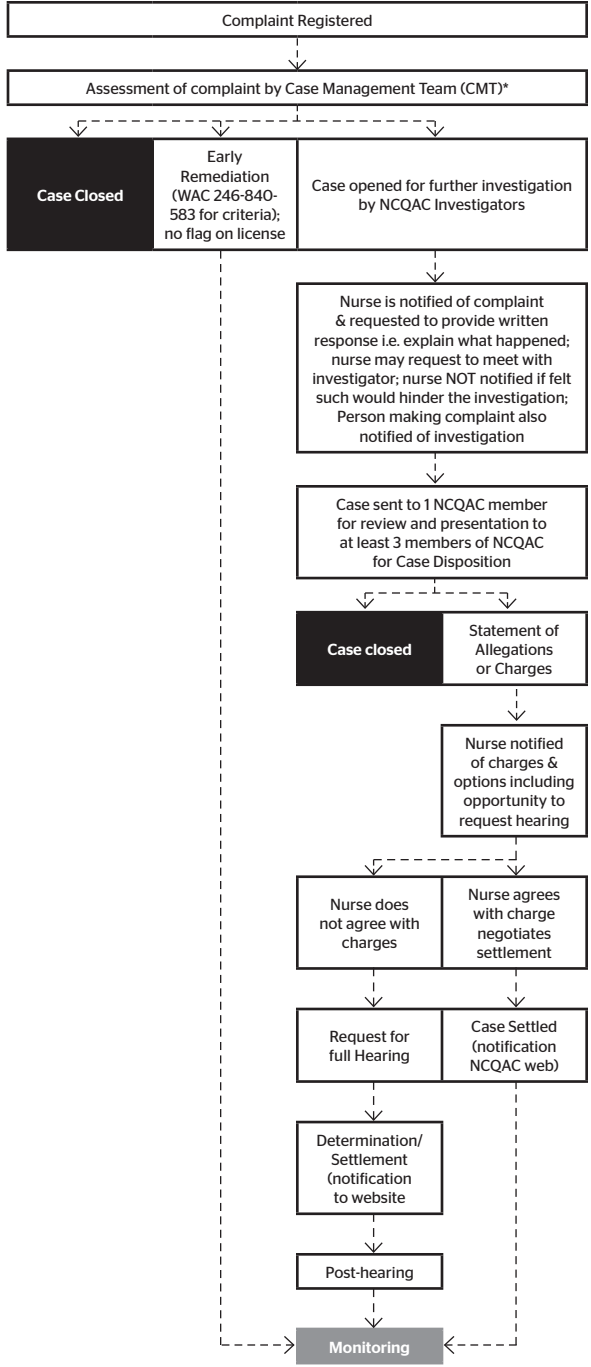 Complaint Registered
Assessment of complaint by Case Management Team (CMT)*
Case Closed
Early
Remediation
(WAC 246-840-
583 for criteria);
no flag on license
Case opened for further investigation
by NCQAC Investigators
Nurse is notified of complaint
& requested to provide written
response i.e. explain what happened;
nurse may request to meet with
investigator; nurse NOT notified if felt
such would hinder the investigation;
Person making complaint also
notified of investigation
Case sent to 1 NCQAC member
for review and presentation to
at least 3 members of NCQAC
for Case Disposition
Case closed
Statement of
Allegations
or Charges
Nurse notified
of charges &
options including
opportunity to
request hearing
Nurse does
not agree with
charges
Nurse agrees
with charge
negotiates
settlement
Request for
full Hearing
Case Settled
(notification
NCQAC web)
Determination/
Settlement
(notification
to website
Post-hearing
Monitoring